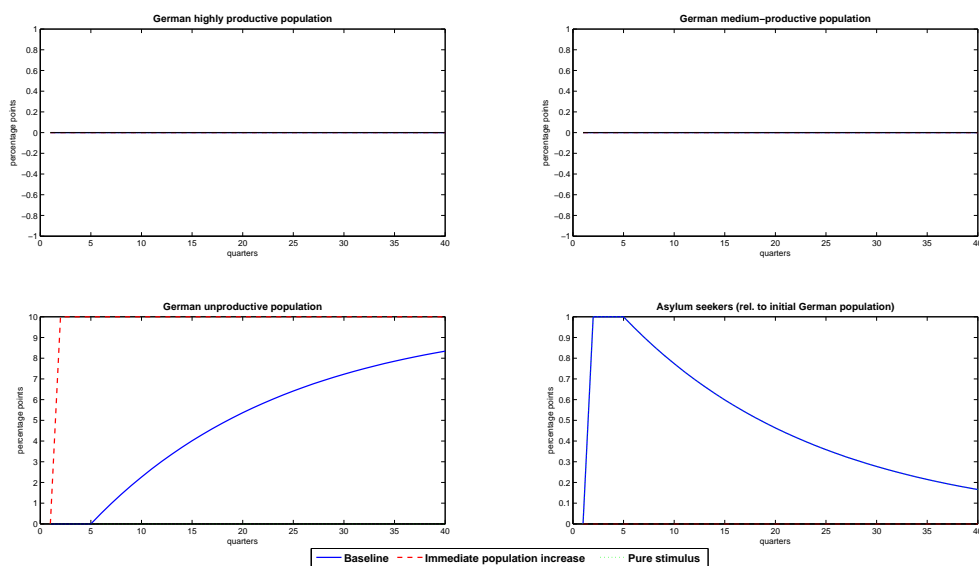 German highly productive population
1
0.8
0.6
0.4
0.2
0
−0.2
−0.4
−0.6
−0.8
−1
percentage points
0 5 10 15 20 25 30 35 40
quarters
German medium−productive population
1
0.8
0.6
0.4
0.2
0
−0.2
−0.4
−0.6
−0.8
−1
percentage points
0 5 10 15 20 25 30 35 40
quarters
German unproductive population
10
9
8
7
6
5
4
3
2
1
0
percentage points
0 5 10 15 20 25 30 35 40
quarters
Asylum seekers (rel. to initial German population)
1
0.9
0.8
0.7
0.6
0.5
0.4
0.3
0.2
0.1
0
percentage points
0 5 10 15 20 25 30 35 40
quarters
Baseline Immediate population increase Pure stimulus